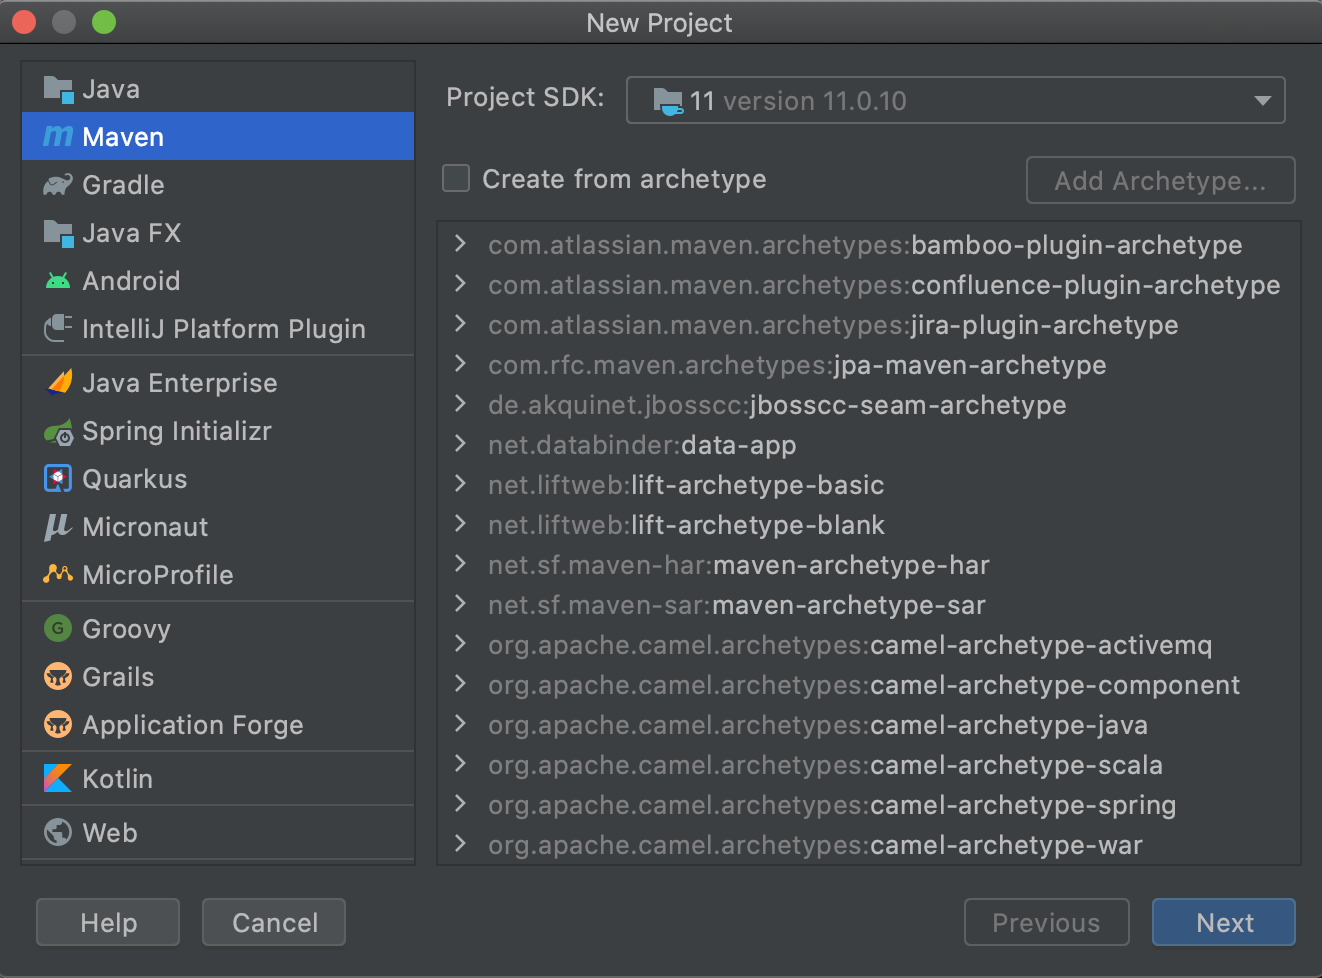 New Project
Java
Maven
Gradle
Java FX
Android
IntelliJ Platform Plugin
Java Enterprise
Spring Initializr
Quarkus
Micronaut
MicroProfile
Groovy
Grails
Application Forge
Kotlin
Web
Project SDK: 11 version 11.0.10
Create from archetype
Add Archetype...
com.atlassian.maven.archetypes:bamboo-plugin-archetype
com.atlassian.maven.archetypes:confluence-plugin-archetype
com.atlassian.maven.archetypes:jira-plugin-archetype
com.rfc.maven.archetypes:jpa-maven-archetype
de.akquinet.jbosscc:jbosscc-seam-archetype
net.databinder:data-app
net.liftweb:lift-archetype-basic
net.liftweb:lift-archetype-blank
net.sf.maven-har:maven-archetype-har
net.sf.maven-sar:maven-archetype-sar
org.apache.camel.archetypes:camel-archetype-activemq
org.apache.camel.archetypes:camel-archetype-component
org.apache.camel.archetypes:camel-archetype-java
org.apache.camel.archetypes:camel-archetype-scala
org.apache.camel.archetypes:camel-archetype-spring
org.apache.camel.archetypes:camel-archetype-war
Help
Cancel
Previous
Next